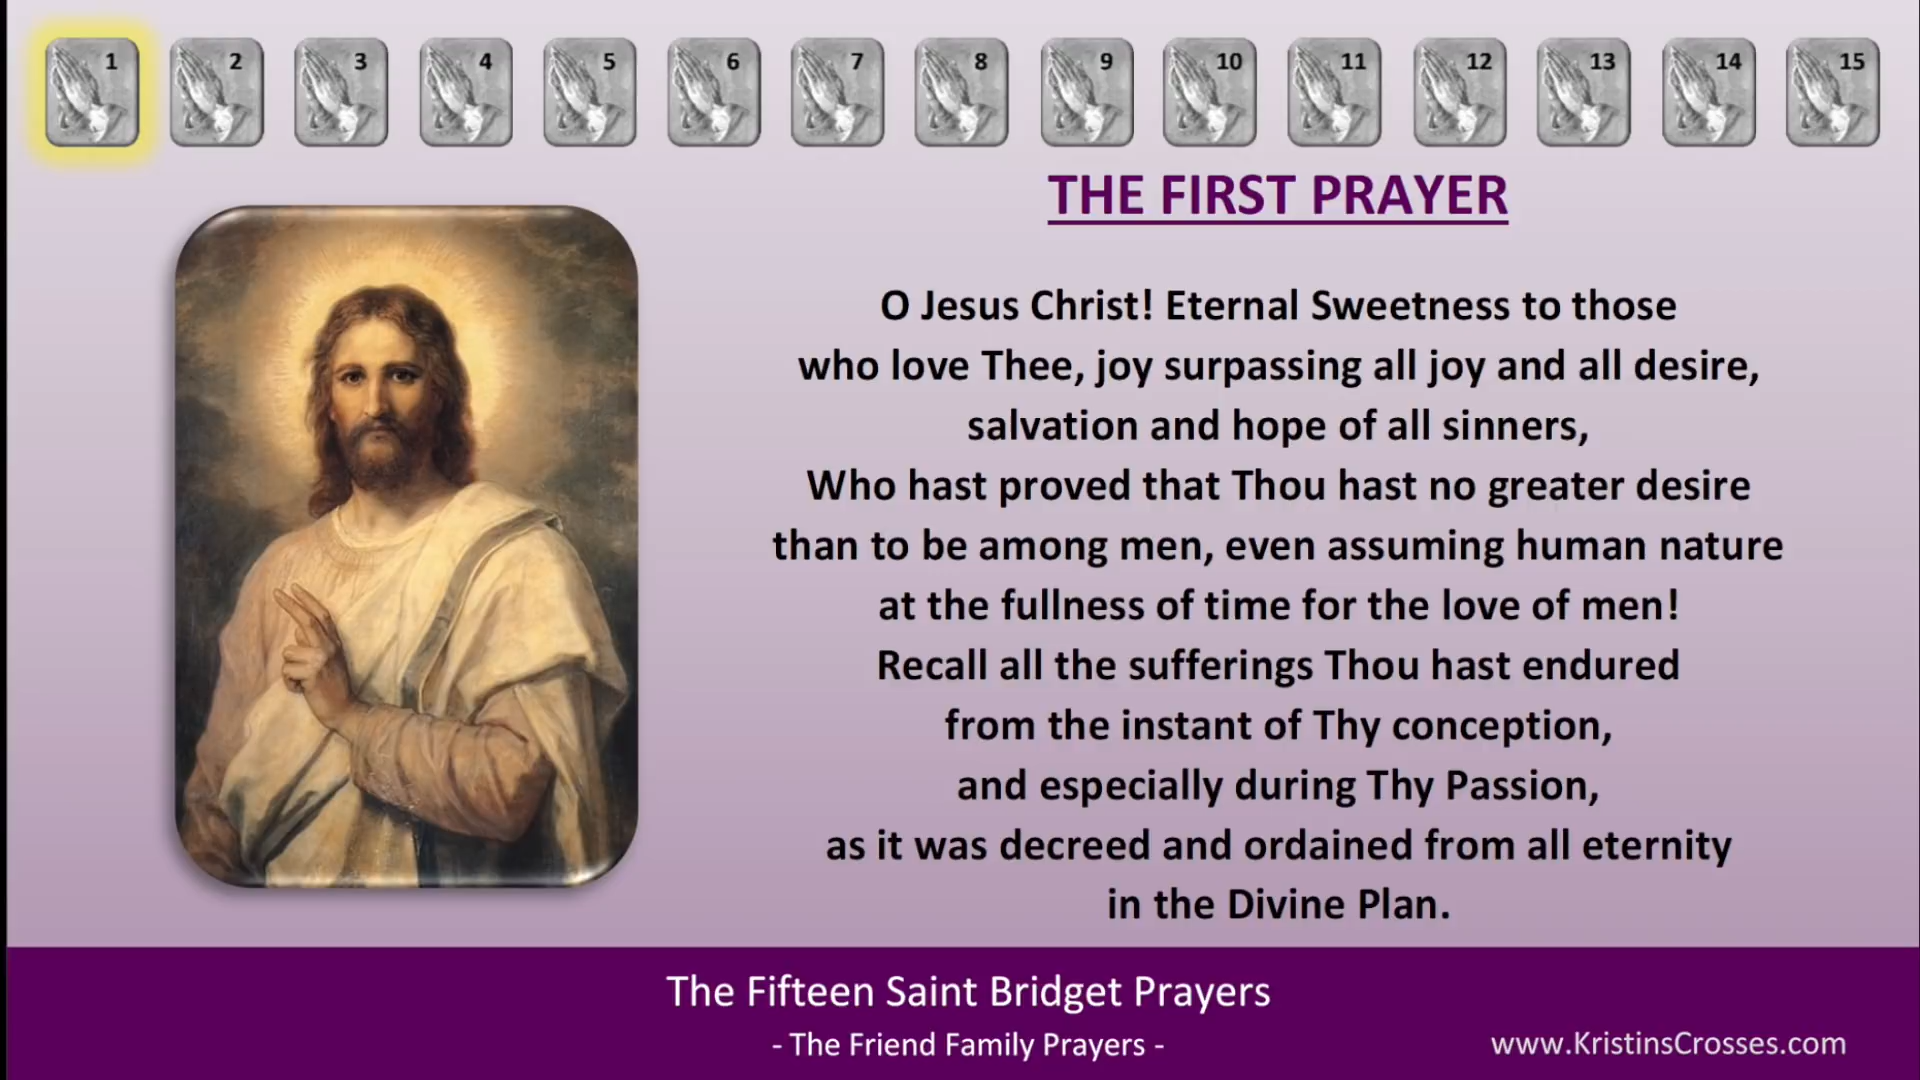 1 2 3 4 5 6 7 8 9 10 11 12 13 14 15
THE FIRST PRAYER
O Jesus Christ! Eternal Sweetness to those
who love Thee, joy surpassing all joy and all desire,
salvation and hope of all sinners,
Who hast proved that Thou hast no greater desire
than to be among men, even assuming human nature
at the fullness of time for the love of men!
Recall all the sufferings Thou hast endured
from the instant of Thy conception,
and especially during Thy Passion,
as it was decreed and ordained from all eternity
in the Divine Plan.
The Fifteen Saint Bridget Prayers
- The Friend Family Prayers -
www.KristinsCrosses.com